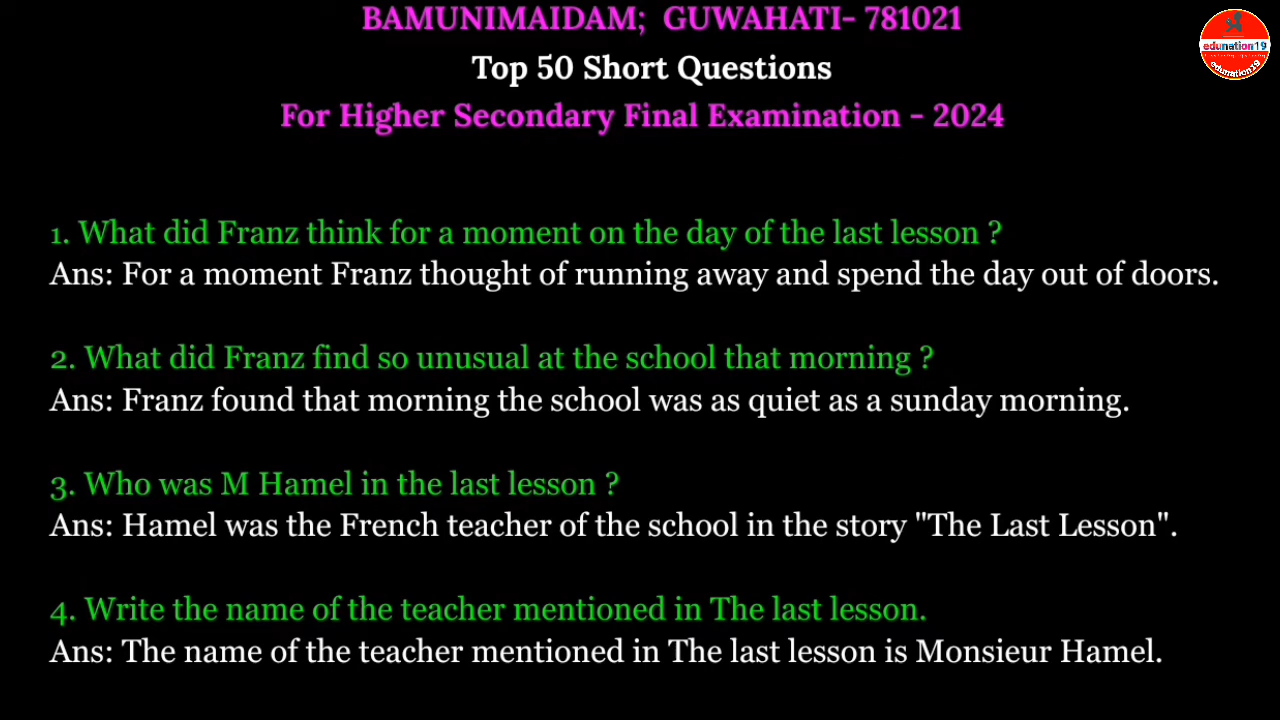 BAMUNIMAIDAM; GUWAHATI- 781021
Top 50 Short Questions
For Higher Secondary Final Examination - 2024
edunation19
edunation19
1. What did Franz think for a moment on the day of the last lesson ?
Ans: For a moment Franz thought of running away and spend the day out of doors.
2. What did Franz find so unusual at the school that morning ?
Ans: Franz found that morning the school was as quiet as a sunday morning.
3. Who was M Hamel in the last lesson ?
Ans: Hamel was the French teacher of the school in the story "The Last Lesson".
4. Write the name of the teacher mentioned in The last lesson.
Ans: The name of the teacher mentioned in The last lesson is Monsieur Hamel.